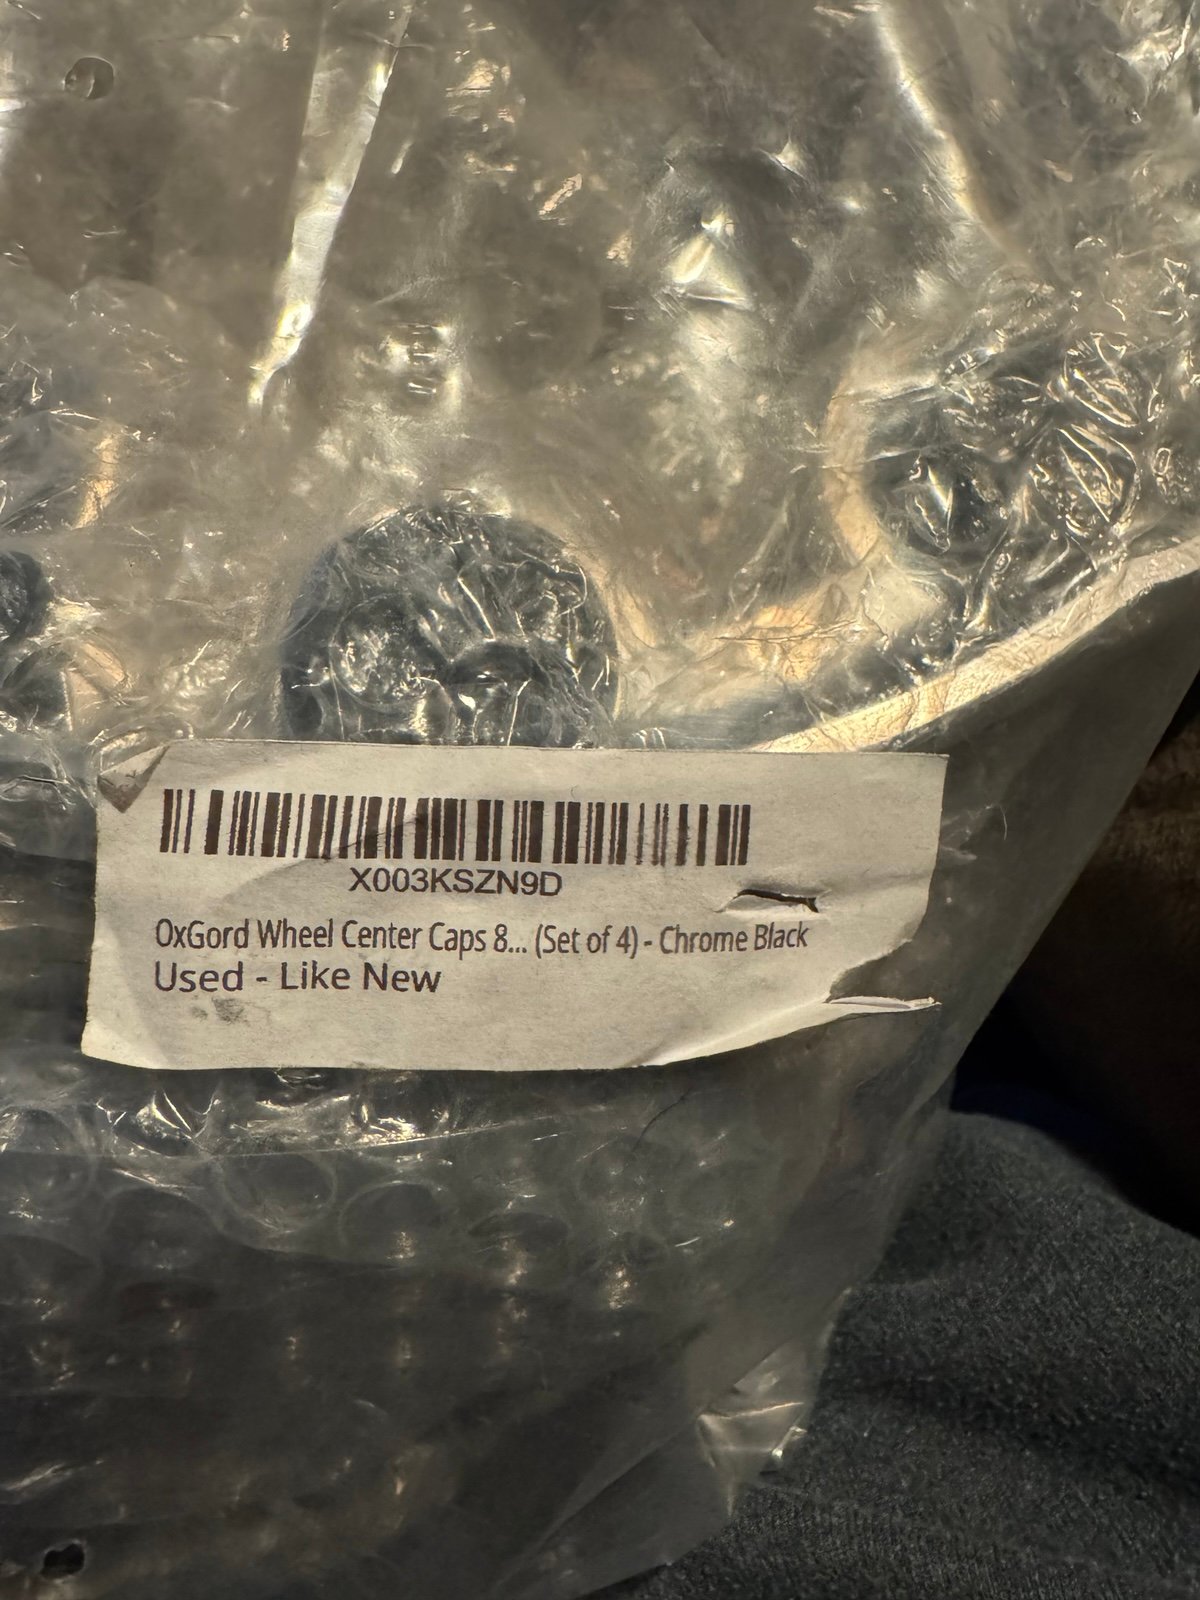 X003KSZN9D
OxGord Wheel Center Caps 8... (Set of 4) - Chrome Black
Used - Like New